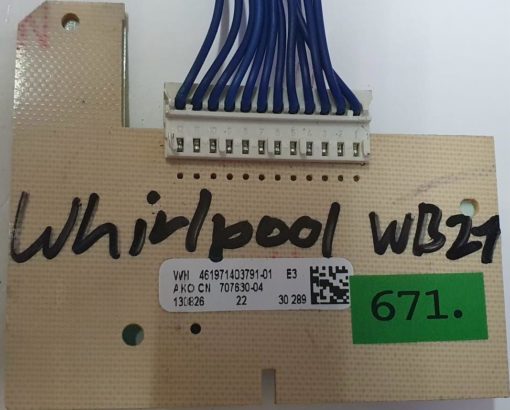 Whirlpool WB21
WH 461971403791-01 E3
AKO CN 707630-04
130826 22 30 289
671.